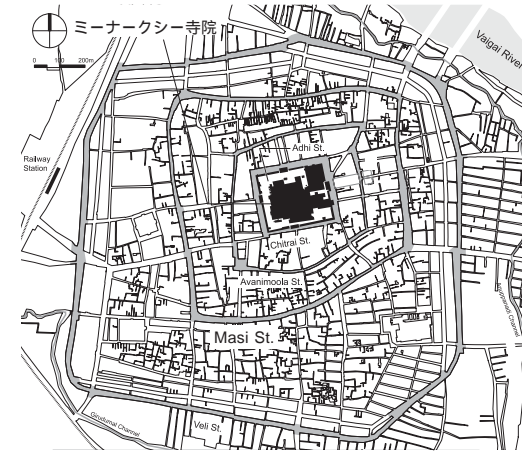 ミーナークシー寺院
0 100 200m
Vaigai River
Railway
Station
Adhi St.
Chitrai St.
Avanimoola St.
Masi St.
Veli St.
Girudumal Channel